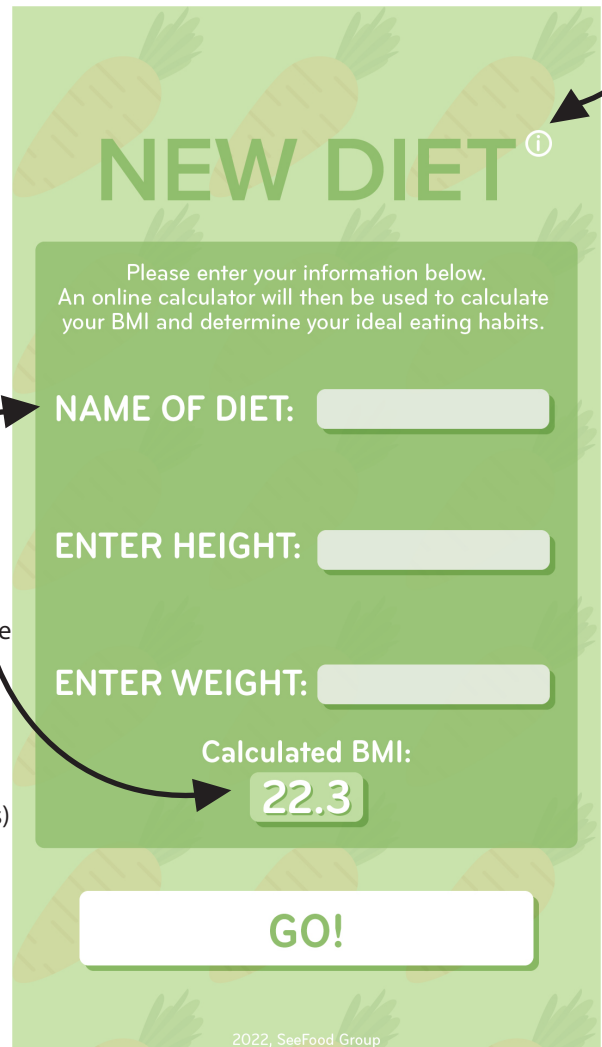 NEW DIET
Please enter your information below.
An online calculator will then be used to calculate
your BMI and determine your ideal eating habits.
NAME OF DIET:
ENTER HEIGHT:
e
ENTER WEIGHT:
Calculated BMI:
22.3
s)
GO!
2022, SeeFood Group